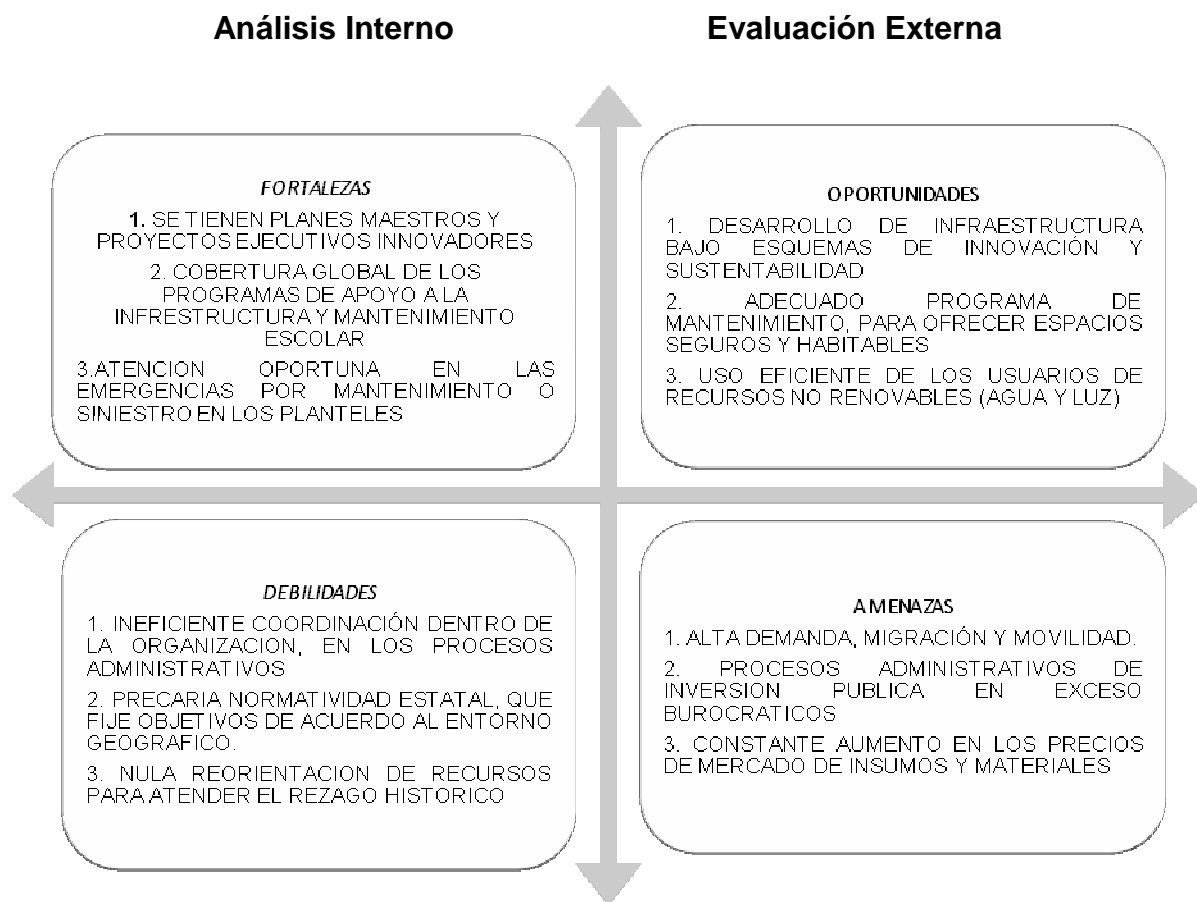 Análisis Interno
Evaluación Externa
FORTALEZAS
1. SE TIENEN PLANES MAESTROS Y
PROYECTOS EJECUTIVOS INNOVADORES
2. COBERTURA GLOBAL DE LOS
PROGRAMAS DE APOYO A LA
INFRESTRUCTURA Y MANTENIMIENTO
ESCOLAR
3.ATENCION OPORTUNA EN LAS
EMERGENCIAS POR MANTENIMIENTO O
SINIESTRO EN LOS PLANTELES
OPORTUNIDADES
1. DESARROLLO DE INFRAESTRUCTURA
BAJO ESQUEMAS DE INNOVACIÓN Y
SUSTENTABILIDAD
2. ADECUADO PROGRAMA DE
MANTENIMIENTO, PARA OFRECER ESPACIOS
SEGUROS Y HABITABLES
3. USO EFICIENTE DE LOS USUARIOS DE
RECURSOS NO RENOVABLES (AGUA Y LUZ)
DEBILIDADES
1. INEFICIENTE COORDINACIÓN DENTRO DE
LA ORGANIZACION, EN LOS PROCESOS
ADMINISTRATIVOS
2. PRECARIA NORMATIVIDAD ESTATAL, QUE
FIJE OBJETIVOS DE ACUERDO AL ENTORNO
GEOGRAFICO.
3. NULA REORIENTACION DE RECURSOS
PARA ATENDER EL REZAGO HISTORICO
AMENAZAS
1. ALTA DEMANDA, MIGRACIÓN Y MOVILIDAD.
2. PROCESOS ADMINISTRATIVOS DE
INVERSION PUBLICA EN EXCESO
BUROCRATICOS
3. CONSTANTE AUMENTO EN LOS PRECIOS
DE MERCADO DE INSUMOS Y MATERIALES